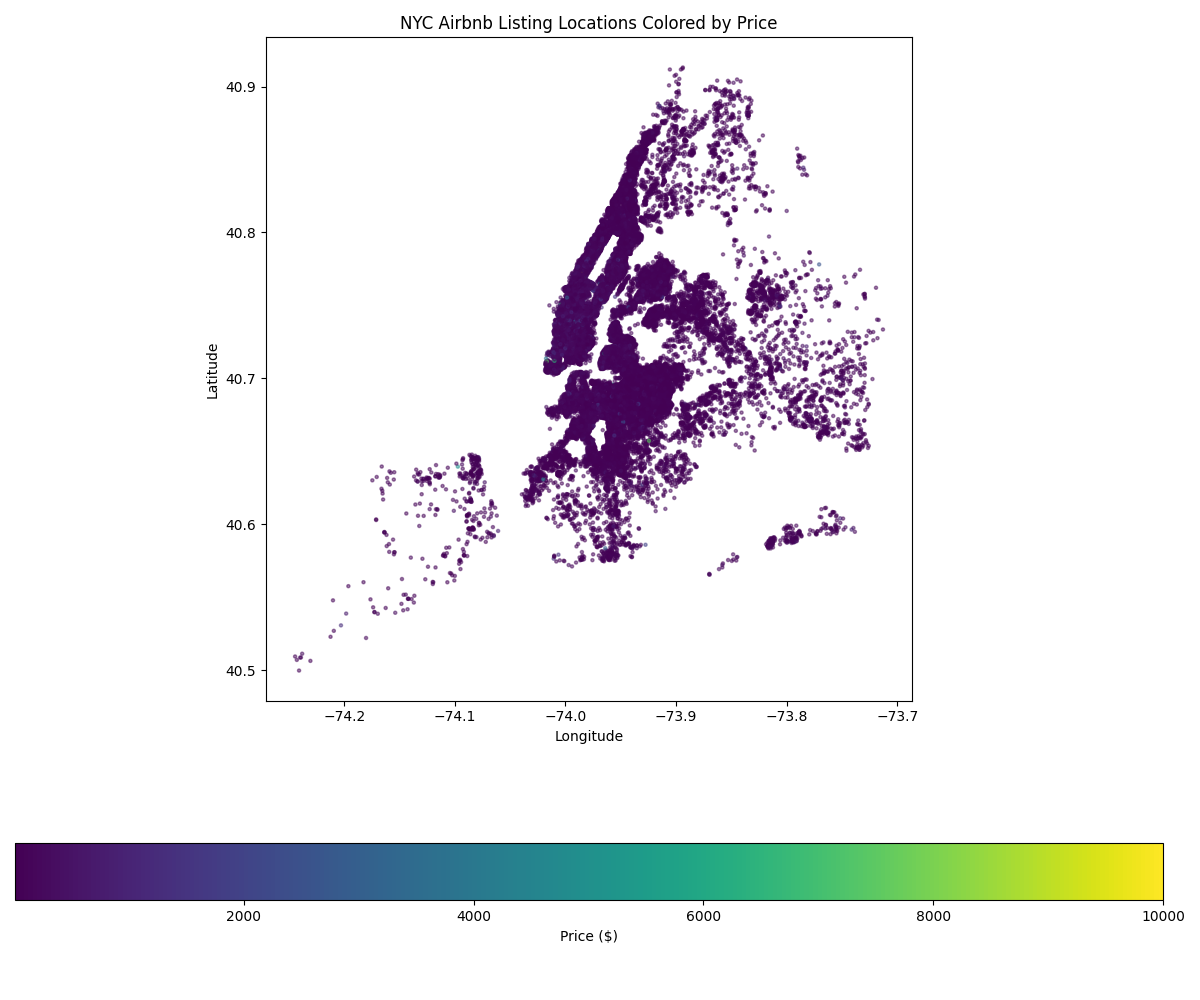 NYC Airbnb Listing Locations Colored by Price
40.9
40.8
40.7
40.6
40.5
Latitude
−74.2 −74.1 −74.0 −73.9 −73.8 −73.7
Longitude
2000 4000 6000 8000 10000
Price ($)